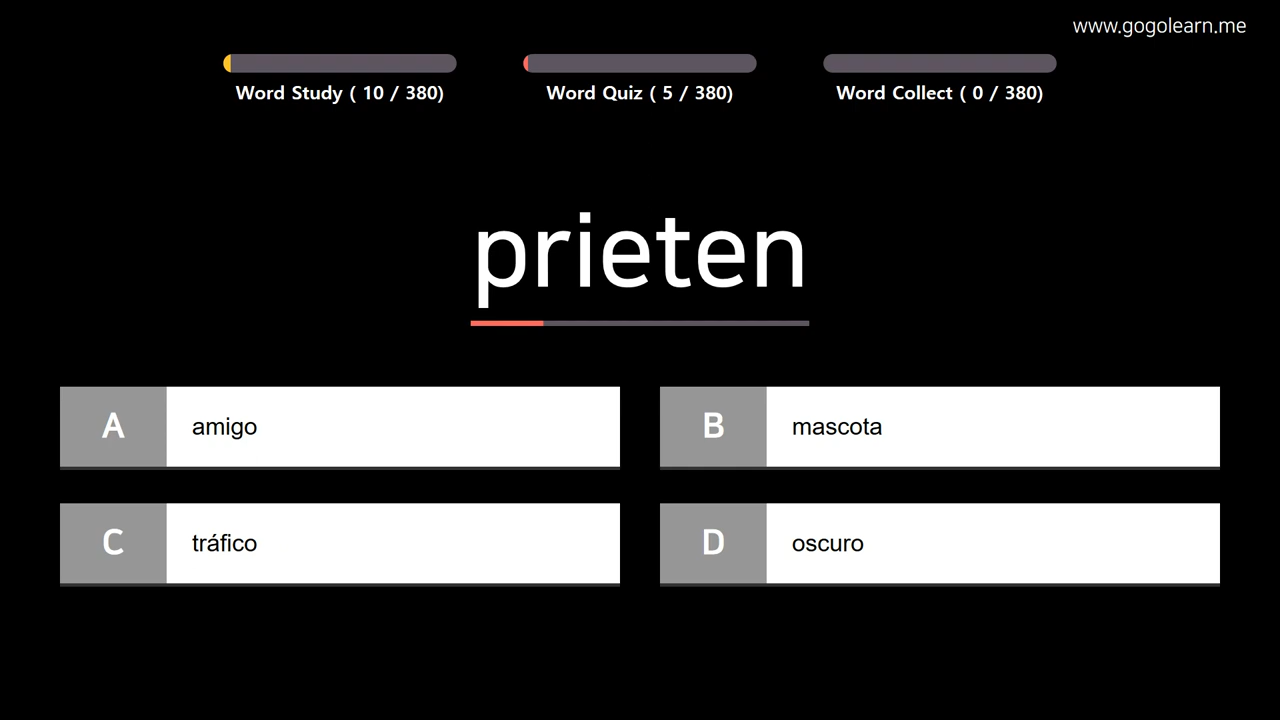 www.gogolearn.me
Word Study ( 10 / 380)
Word Quiz ( 5 / 380)
Word Collect ( 0 / 380)
prieten
A amigo
B mascota
C tráfico
D oscuro